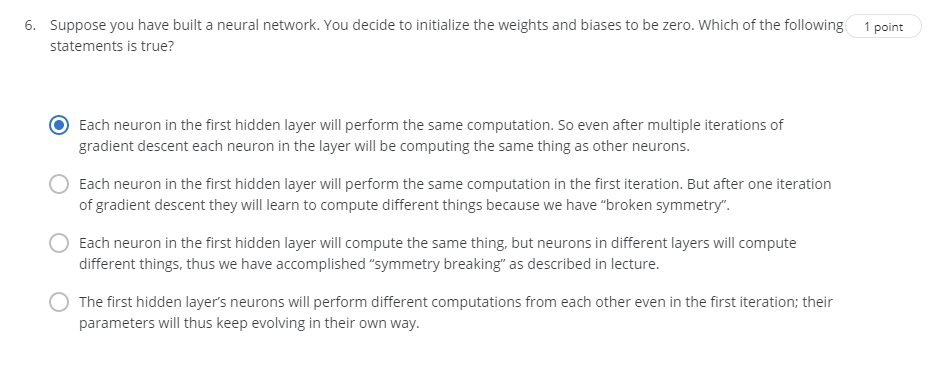 6. Suppose you have built a neural network. You decide to initialize the weights and biases to be zero. Which of the following 1 point
statements is true?
Each neuron in the first hidden layer will perform the same computation. So even after multiple iterations of
gradient descent each neuron in the layer will be computing the same thing as other neurons.
Each neuron in the first hidden layer will perform the same computation in the first iteration. But after one iteration
of gradient descent they will learn to compute different things because we have “broken symmetry”.
Each neuron in the first hidden layer will compute the same thing, but neurons in different layers will compute
different things, thus we have accomplished “symmetry breaking” as described in lecture.
The first hidden layer’s neurons will perform different computations from each other even in the first iteration; their
parameters will thus keep evolving in their own way.